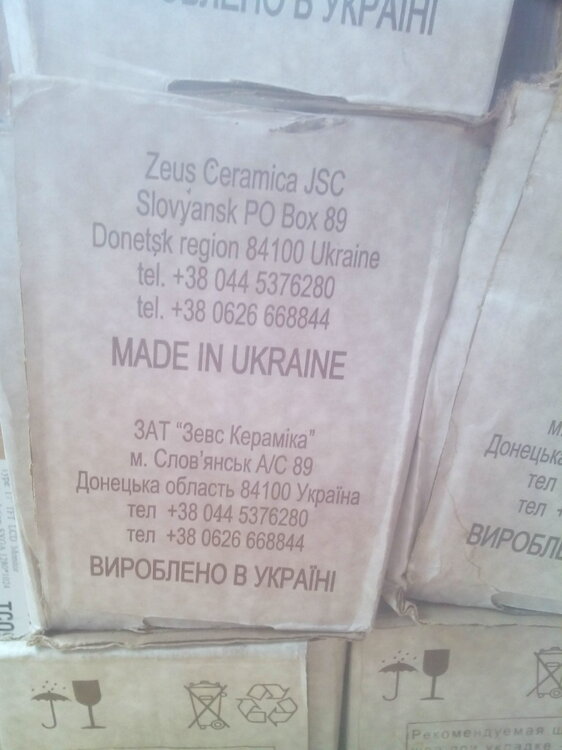 ВИРОБЛЕНО В УКРАЇНІ
Zeus Ceramica JSC
Slovyansk PO Box 89
Donetsk region 84100 Ukraine
tel. +38 044 5376280
tel. +38 0626 668844
MADE IN UKRAINE
ЗАТ "Зевс Кераміка"
м. Слов'янськ А/С 89
Донецька область 84100 Україна
тел +38 044 5376280
тел +38 0626 668844
ВИРОБЛЕНО В УКРАЇНІ
м.
Донецька
тел
тел +
ВИРОБЛЕ
TCO
Рекомендуемая ш